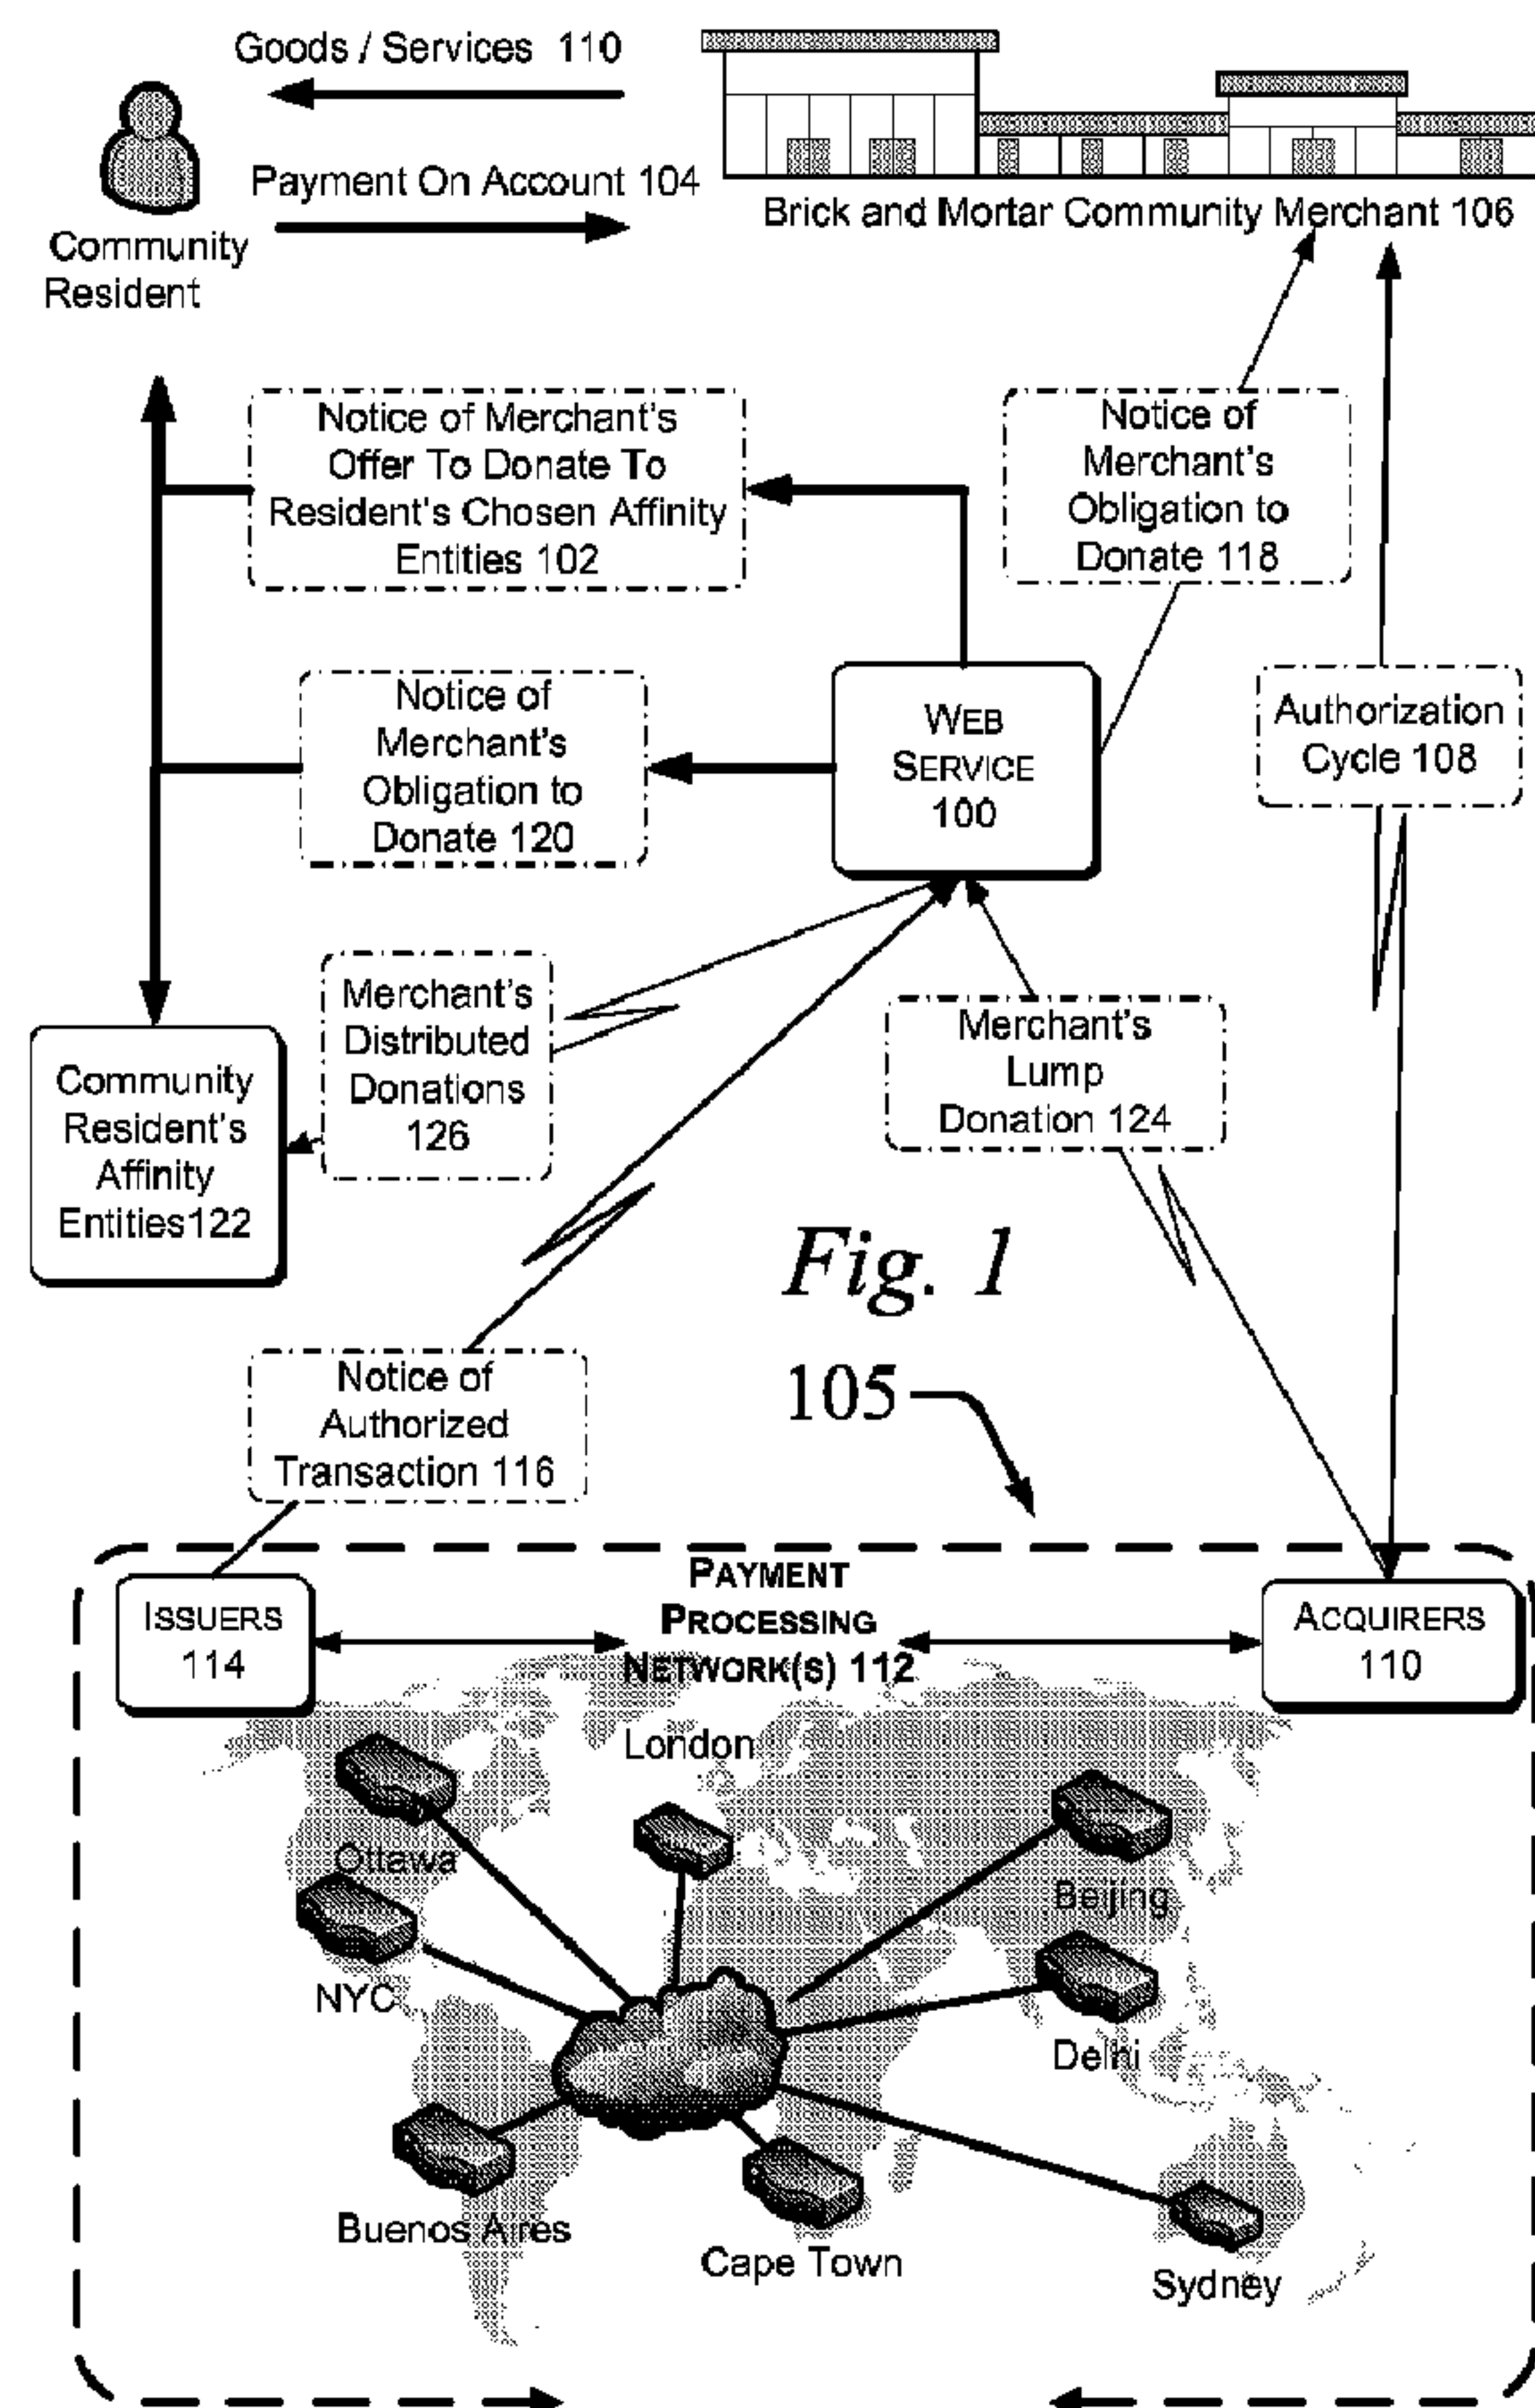 Goods / Services 110
Payment On Account 104
Community
Resident
Brick and Mortar Community Merchant 106
Notice of Merchant's
Offer To Donate To
Resident's Chosen Affinity
Entities 102
Notice of
Merchant's
Obligation to
Donate 118
Notice of
Merchant's
Obligation to
Donate 120
WEB
SERVICE
100
Authorization
Cycle 108
Merchant's
Distributed
Donations
126
Merchant's
Lump
Donation 124
Community
Resident's
Affinity
Entities122
Fig. 1
105
Notice of
Authorized
Transaction 116
ISSUERS
114
PAYMENT
PROCESSING
NETWORK(S) 112
ACQUIRERS
110
London
Ottawa
Beijing
NYC
Delhi
Buenos Aires
Cape Town
Sydney